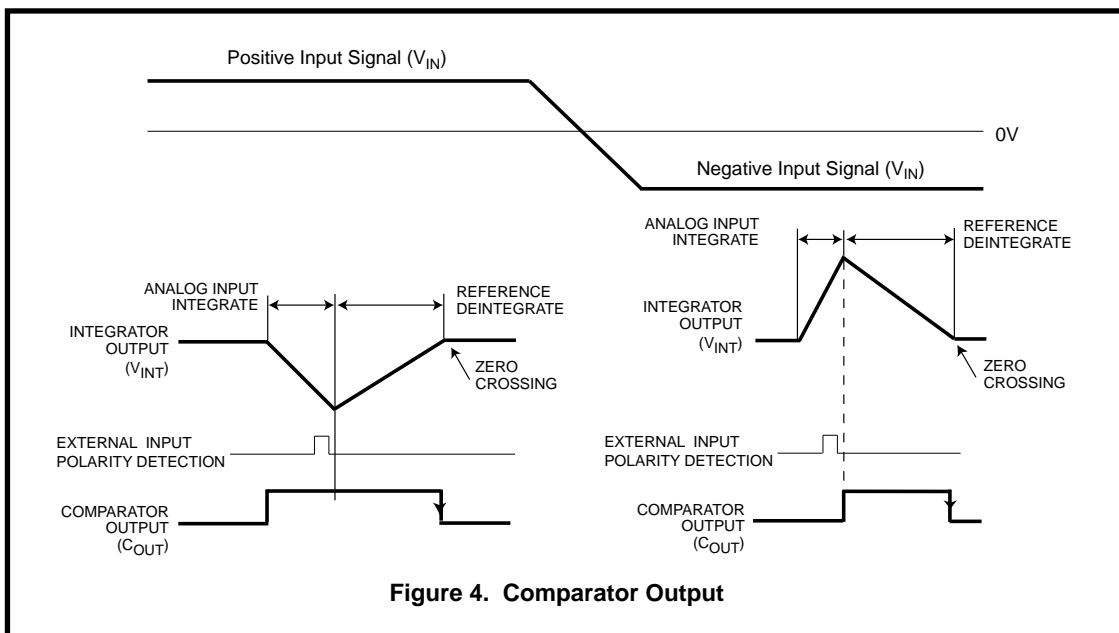 Positive Input Signal (VIN)
0V
Negative Input Signal (VIN)
ANALOG INPUT
INTEGRATE
REFERENCE
DEINTEGRATE
INTEGRATOR
OUTPUT
(VINT)
ZERO
CROSSING
EXTERNAL INPUT
POLARITY DETECTION
COMPARATOR
OUTPUT
(COUT)
ANALOG INPUT
INTEGRATE
REFERENCE
DEINTEGRATE
INTEGRATOR
OUTPUT
(VINT)
ZERO
CROSSING
EXTERNAL INPUT
POLARITY DETECTION
COMPARATOR
OUTPUT
(COUT)
Figure 4. Comparator Output